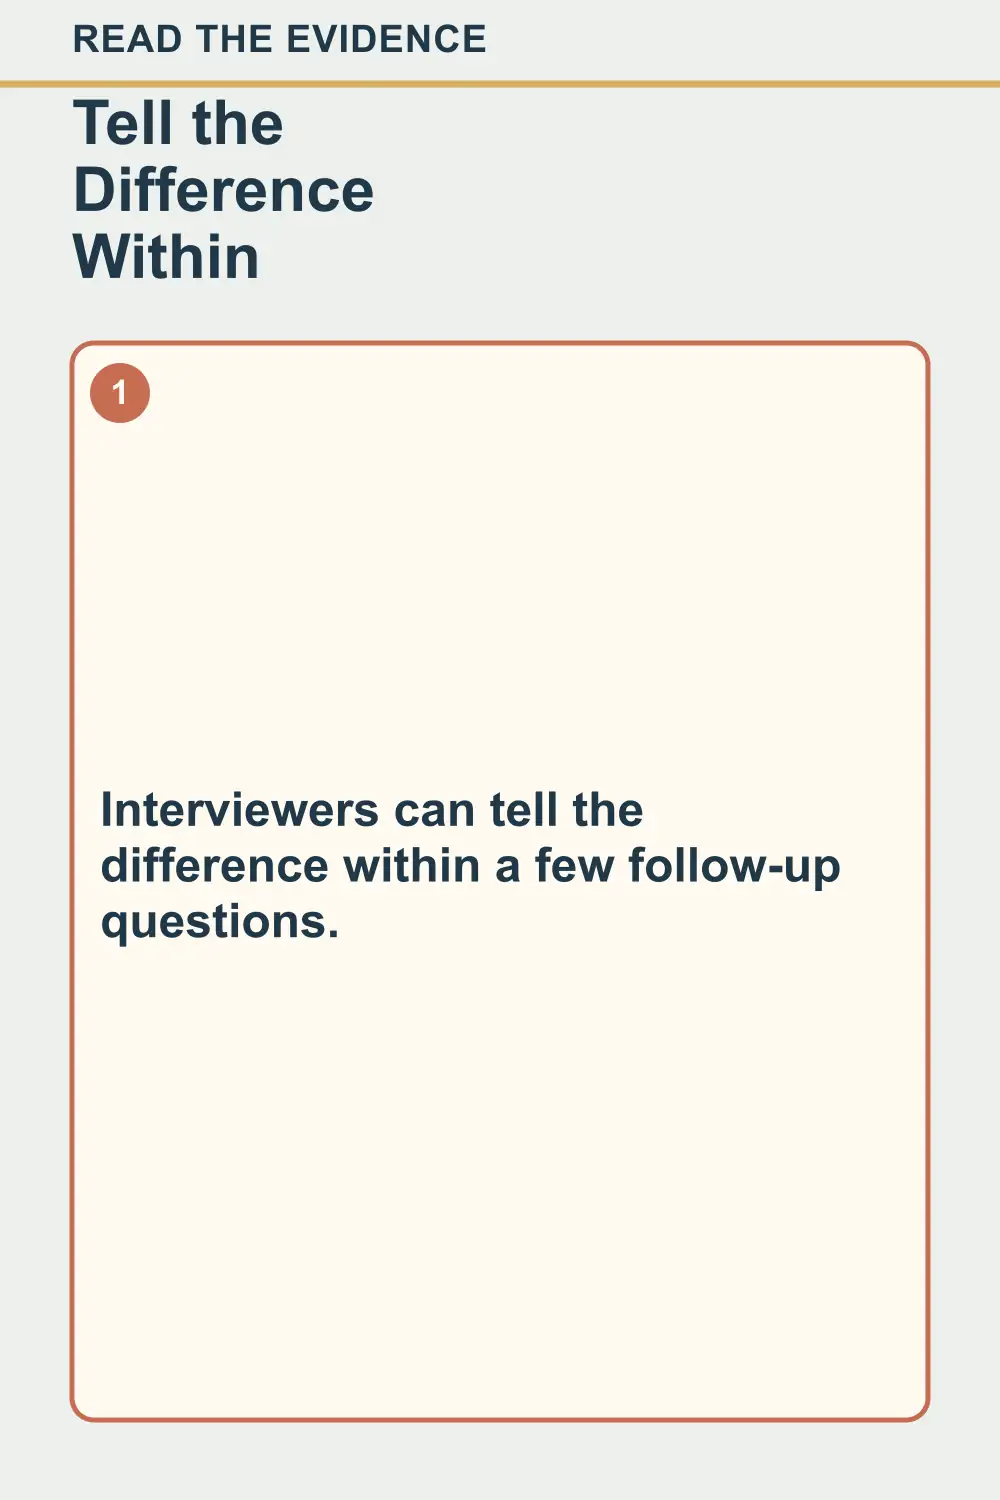 READ THE EVIDENCE
Tell the
Difference
Within
1
Interviewers can tell the
difference within a few follow-up
questions.